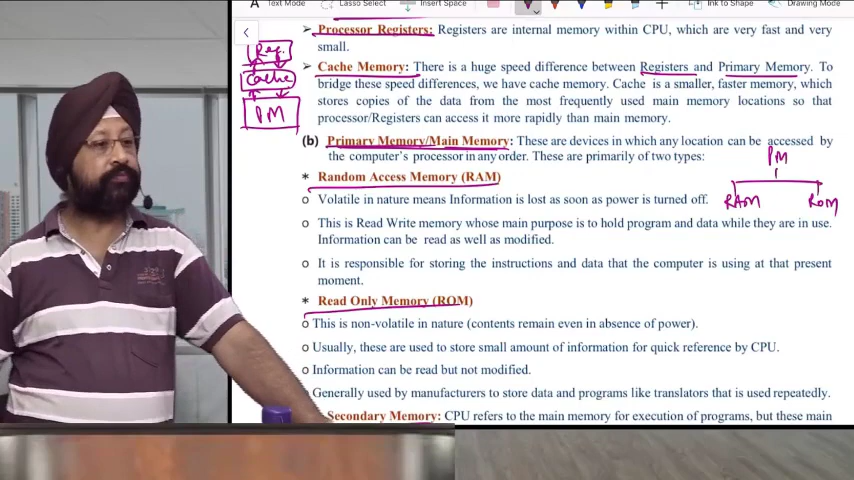 A Text Mode Lasso Select Insert Space Ink to Shape Drawing Mode
➢ Processor Registers: Registers are internal memory within CPU, which are very fast and very
small.
➢ Cache Memory: There is a huge speed difference between Registers and Primary Memory. To
bridge these speed differences, we have cache memory. Cache is a smaller, faster memory, which
stores copies of the data from the most frequently used main memory locations so that
processor/Registers can access it more rapidly than main memory.
Reg.
Cache
PM
(b) Primary Memory/Main Memory: These are devices in which any location can be accessed by
the computer's processor in any order. These are primarily of two types:
PM
RAM ROM
* Random Access Memory (RAM)
o Volatile in nature means Information is lost as soon as power is turned off.
o This is Read Write memory whose main purpose is to hold program and data while they are in use.
Information can be read as well as modified.
o It is responsible for storing the instructions and data that the computer is using at that present
moment.
* Read Only Memory (ROM)
o This is non-volatile in nature (contents remain even in absence of power).
o Usually, these are used to store small amount of information for quick reference by CPU.
o Information can be read but not modified.
Generally used by manufacturers to store data and programs like translators that is used repeatedly.
Secondary Memory: CPU refers to the main memory for execution of programs, but these main